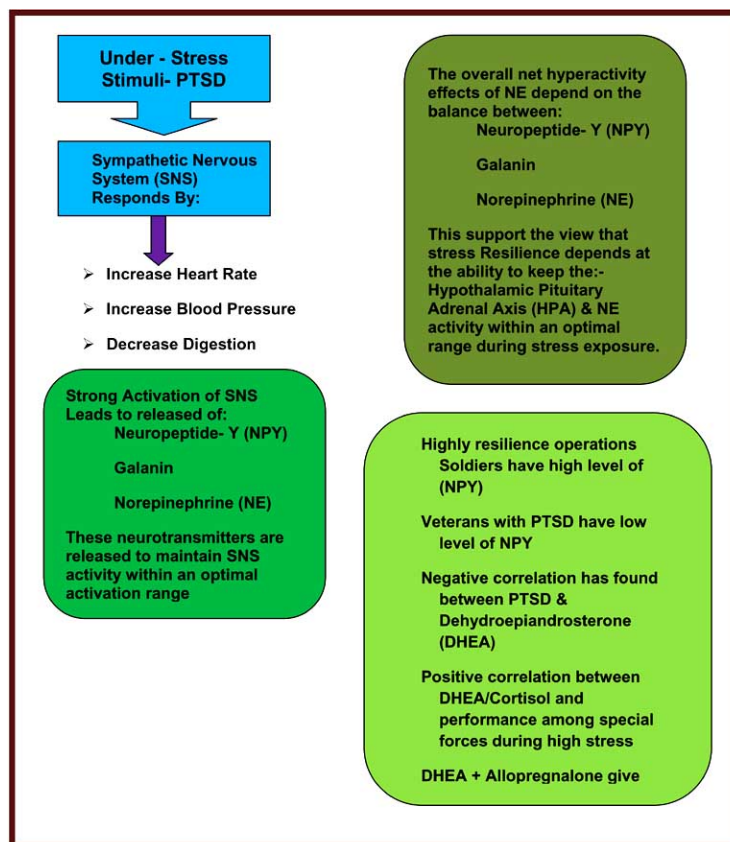 Under - Stress
Stimuli- PTSD
Sympathetic Nervous
System (SNS)
Responds By:
Increase Heart Rate
Increase Blood Pressure
Decrease Digestion
Strong Activation of SNS
Leads to released of:
Neuropeptide- Y (NPY)
Galanin
Norepinephrine (NE)
These neurotransmitters are
released to maintain SNS
activity within an optimal
activation range
The overall net hyperactivity
effects of NE depend on the
balance between:
Neuropeptide- Y (NPY)
Galanin
Norepinephrine (NE)
This support the view that
stress Resilience depends at
the ability to keep the:-
Hypothalamic Pituitary
Adrenal Axis (HPA) & NE
activity within an optimal
range during stress exposure.
Highly resilience operations
Soldiers have high level of
(NPY)
Veterans with PTSD have low
level of NPY
Negative correlation has found
between PTSD &
Dehydroepiandrosterone
(DHEA)
Positive correlation between
DHEA/Cortisol and
performance among special
forces during high stress
DHEA + Allopregnalone give